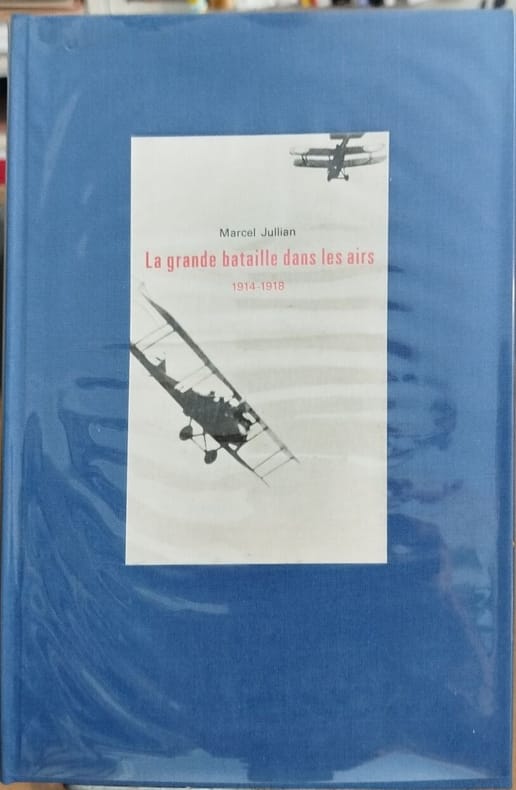 Marcel Jullian
La grande bataille dans les airs
1914-1918